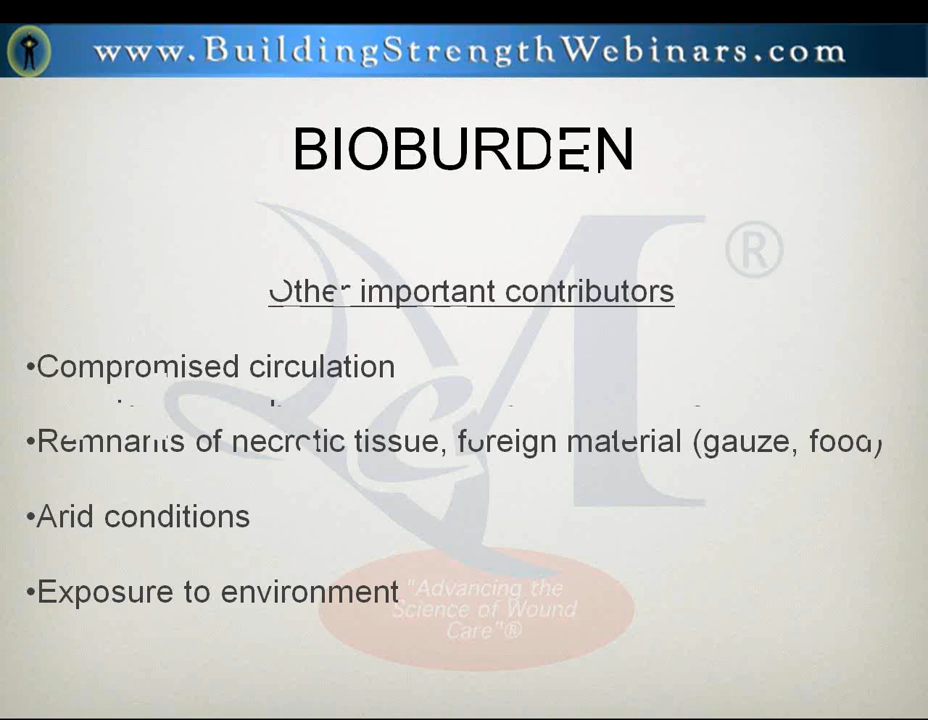 www.BuildingStrengthWebinars.com
BIOBURDEN
®
Other important contributors
•Compromised circulation
•Remnants of necrotic tissue, foreign material (gauze, food)
•Arid conditions
•Exposure to environment
"Advancing the
Science of Wound
Care"®